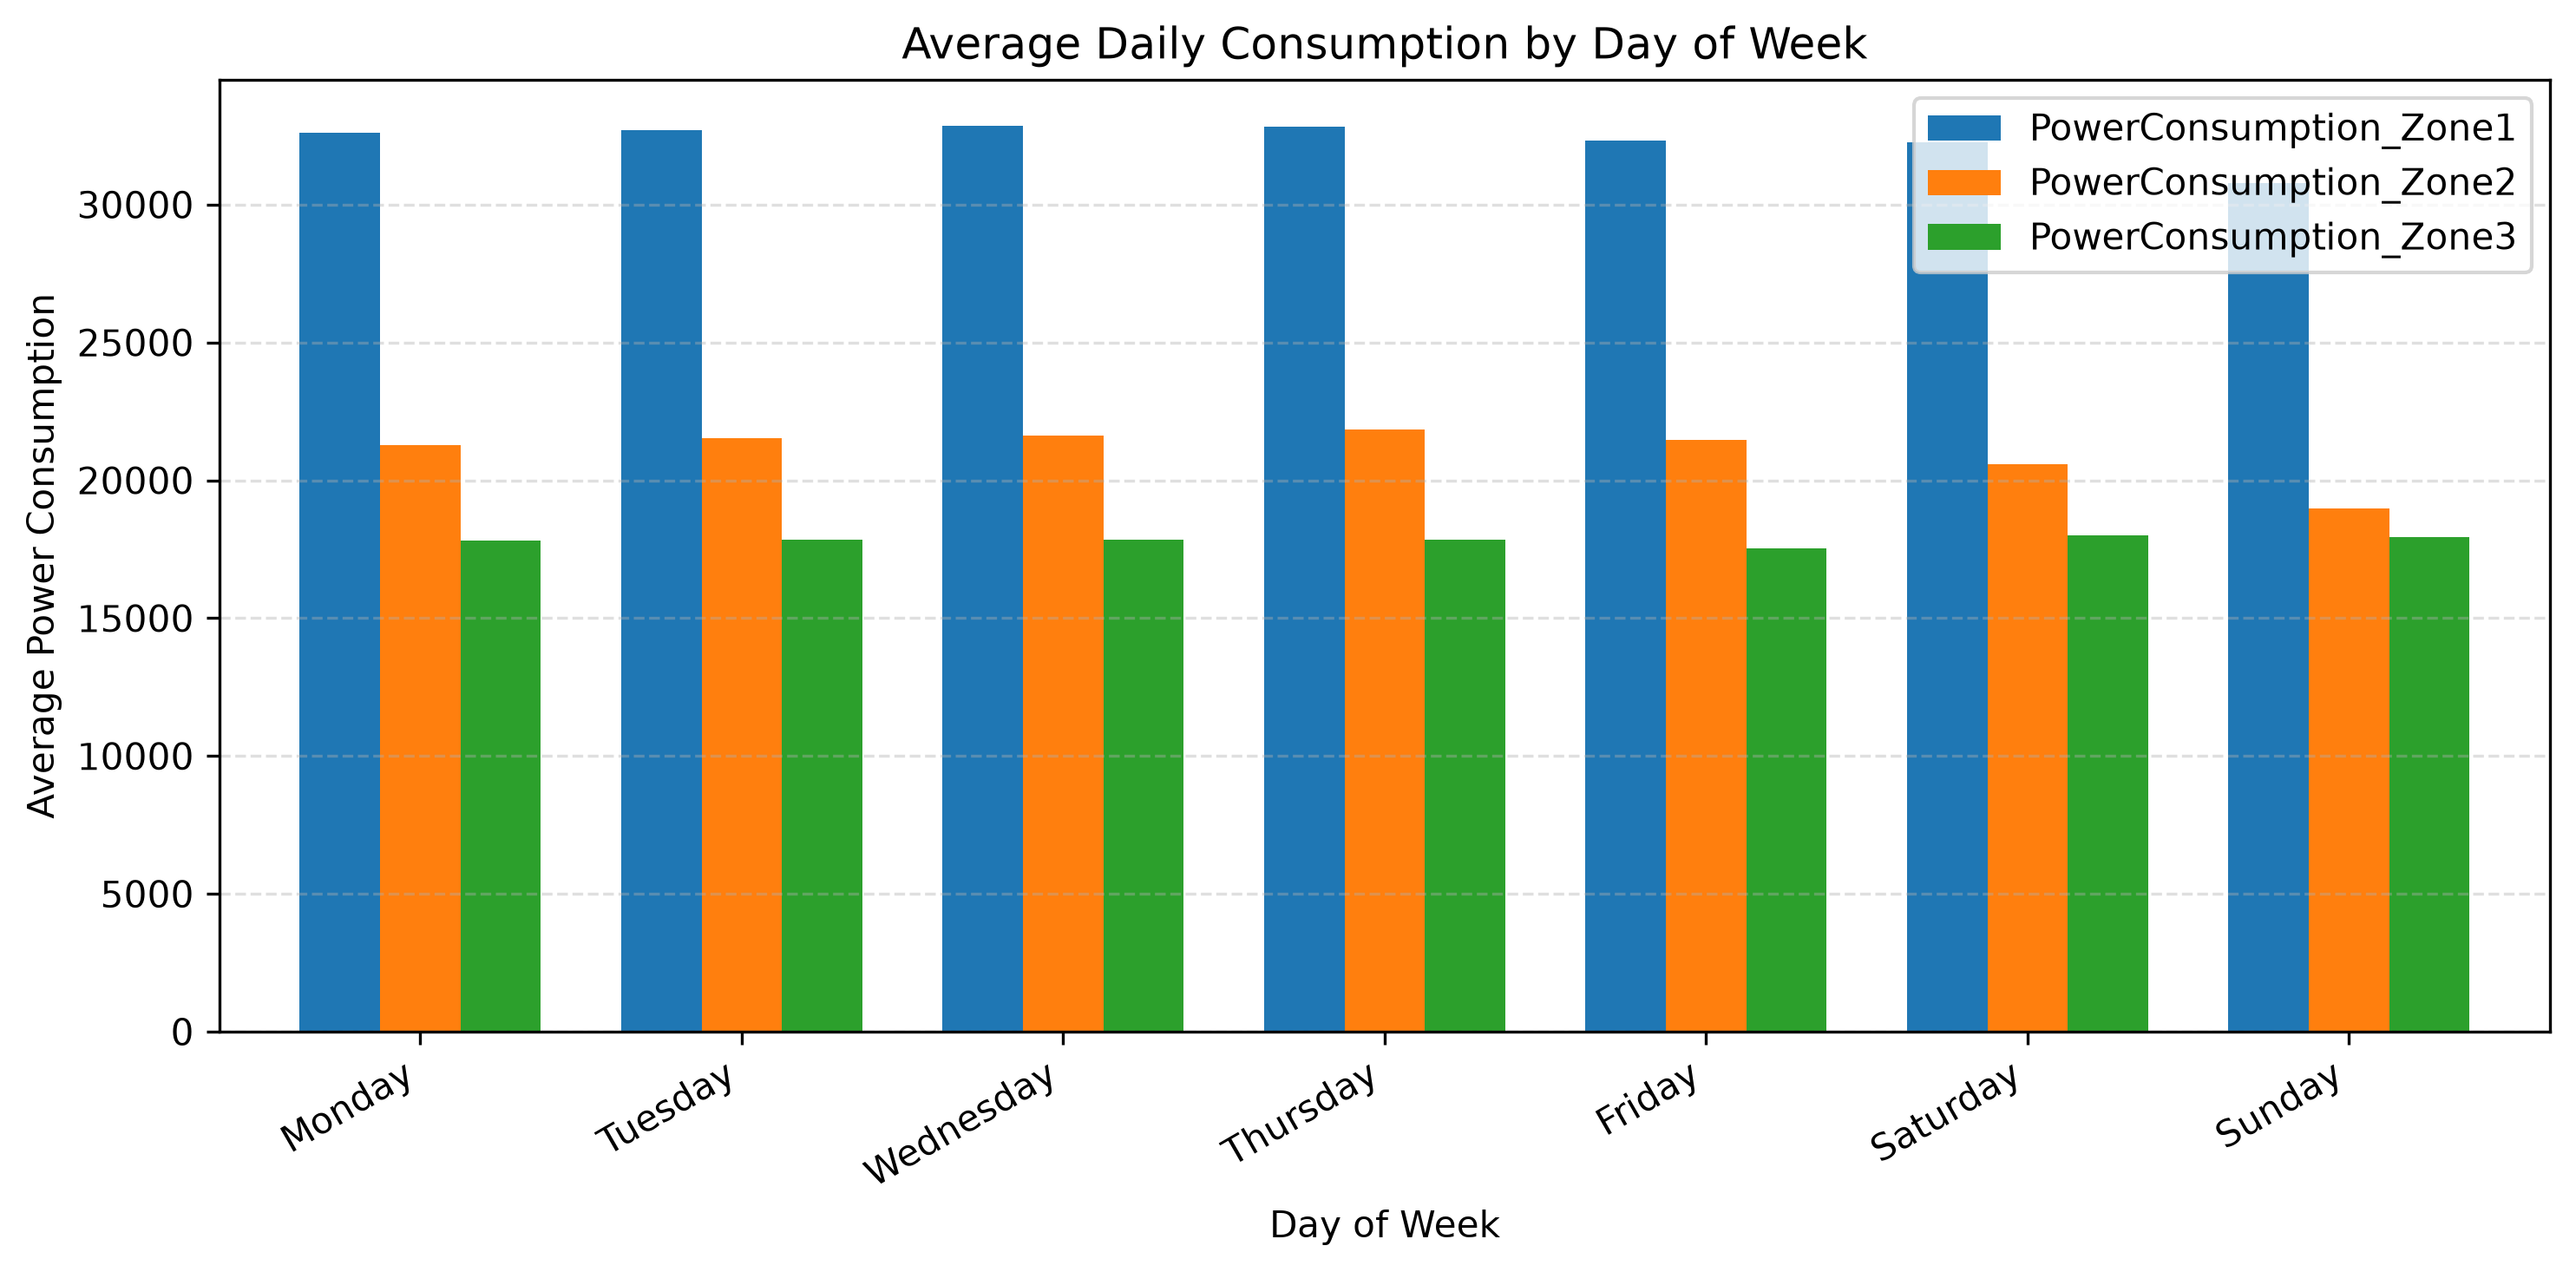 Average Daily Consumption by Day of Week
PowerConsumption_Zone1
PowerConsumption_Zone2
PowerConsumption_Zone3
Average Power Consumption
30000
25000
20000
15000
10000
5000
0
Monday
Tuesday
Wednesday
Thursday
Friday
Saturday
Sunday
Day of Week